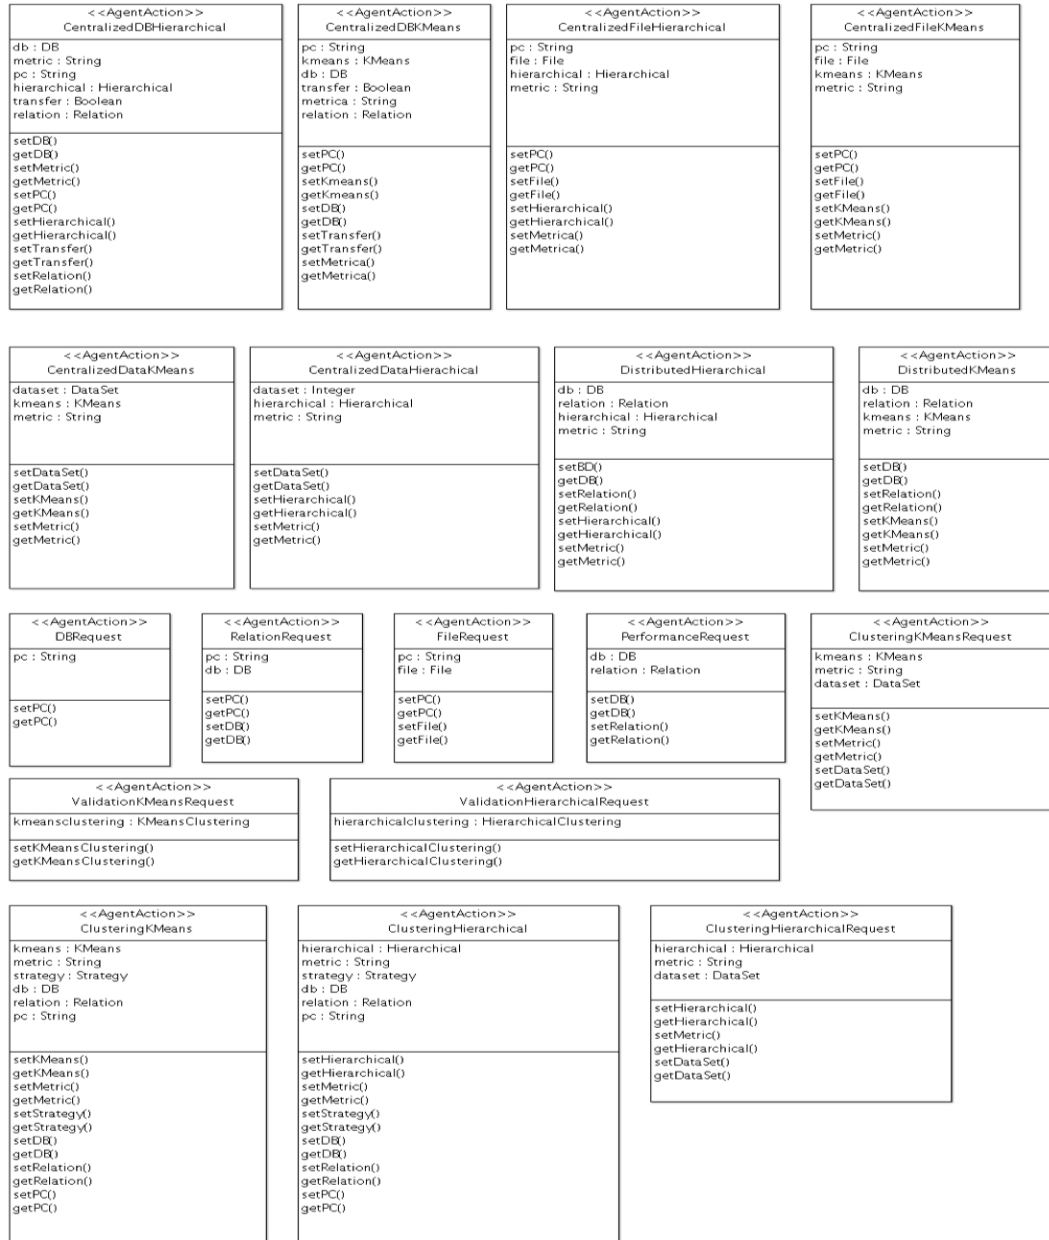 <<AgentAction>>
CentralizedDBHierarchical
db : DB
metric : String
pc : String
hierarchical : Hierarchical
transfer : Boolean
relation : Relation
setDB()
getDB()
setMetric()
getMetric()
setPC()
getPC()
setHierarchical()
getHierarchical()
setTransfer()
getTransfer()
setRelation()
getRelation()
<<AgentAction>>
CentralizedDBKMeans
pc : String
kmeans : KMeans
db : DB
transfer : Boolean
metrica : String
relation : Relation
setPC()
getPC()
setKmeans()
getKmeans()
setDB()
getDB()
setTransfer()
getTransfer()
setMetrica()
getMetrica()
<<AgentAction>>
CentralizedFileHierarchical
pc : String
file : File
hierarchical : Hierarchical
metric : String
setPC()
getPC()
setFile()
getFile()
setHierarchical()
getHierarchical()
setMetrica()
getMetrica()
<<AgentAction>>
CentralizedFileKMeans
pc : String
file : File
kmeans : KMeans
metric : String
setPC()
getPC()
setFile()
getFile()
setKMeans()
getKMeans()
setMetric()
getMetric()
<<AgentAction>>
CentralizedDataKMeans
dataset : DataSet
kmeans : KMeans
metric : String
setDataSet()
getDataSet()
setKMeans()
getKMeans()
setMetric()
getMetric()
<<AgentAction>>
CentralizedDataHierachical
dataset : Integer
hierarchical : Hierarchical
metric : String
setDataSet()
getDataSet()
setHierarchical()
getHierarchical()
setMetric()
getMetric()
<<AgentAction>>
DistributedHierarchical
db : DB
relation : Relation
hierarchical : Hierarchical
metric : String
setBD()
getDB()
setRelation()
getRelation()
setHierarchical()
getHierarchical()
setMetric()
getMetric()
<<AgentAction>>
DistributedKMeans
db : DB
relation : Relation
kmeans : KMeans
metric : String
setDB()
getDB()
setRelation()
getRelation()
setKMeans()
getKMeans()
setMetric()
getMetric()
<<AgentAction>>
DBRequest
pc : String
setPC()
getPC()
<<AgentAction>>
RelationRequest
pc : String
db : DB
setPC()
getPC()
setDB()
getDB()
<<AgentAction>>
FileRequest
pc : String
file : File
setPC()
getPC()
setFile()
getFile()
<<AgentAction>>
PerformanceRequest
db : DB
relation : Relation
setDB()
getDB()
setRelation()
getRelation()
<<AgentAction>>
ClusteringKMeansRequest
kmeans : KMeans
metric : String
dataset : DataSet
setKMeans()
getKMeans()
setMetric()
getMetric()
setDataSet()
getDataSet()
<<AgentAction>>
ValidationKMeansRequest
kmeansclustering : KMeansClustering
setKMeansClustering()
getKMeansClustering()
<<AgentAction>>
ValidationHierarchicalRequest
hierarchicalclustering : HierarchicalClustering
setHierarchicalClustering()
getHierarchicalClustering()
<<AgentAction>>
ClusteringKMeans
kmeans : KMeans
metric : String
strategy : Strategy
db : DB
relation : Relation
pc : String
setKMeans()
getKMeans()
setMetric()
getMetric()
setStrategy()
getStrategy()
setDB()
getDB()
setRelation()
getRelation()
setPC()
getPC()
<<AgentAction>>
ClusteringHierarchical
hierarchical : Hierarchical
metric : String
strategy : Strategy
db : DB
relation : Relation
pc : String
setHierarchical()
getHierarchical()
setMetric()
getMetric()
setStrategy()
getStrategy()
setDB()
getDB()
setRelation()
getRelation()
setPC()
getPC()
<<AgentAction>>
ClusteringHierarchicalRequest
hierarchical : Hierarchical
metric : String
dataset : DataSet
setHierarchical()
getHierarchical()
setMetric()
getHierarchical()
setDataSet()
getDataSet()